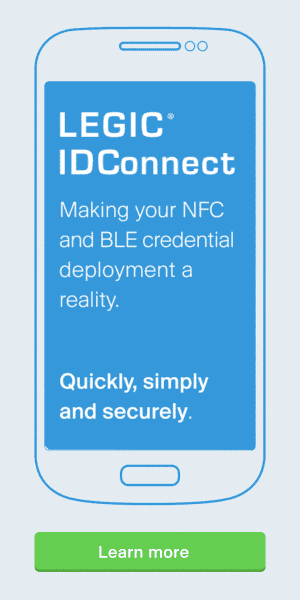 LEGIC®
IDConnect
Making your NFC
and BLE credential
deployment a
reality.
Quickly, simply
and securely.
Learn more